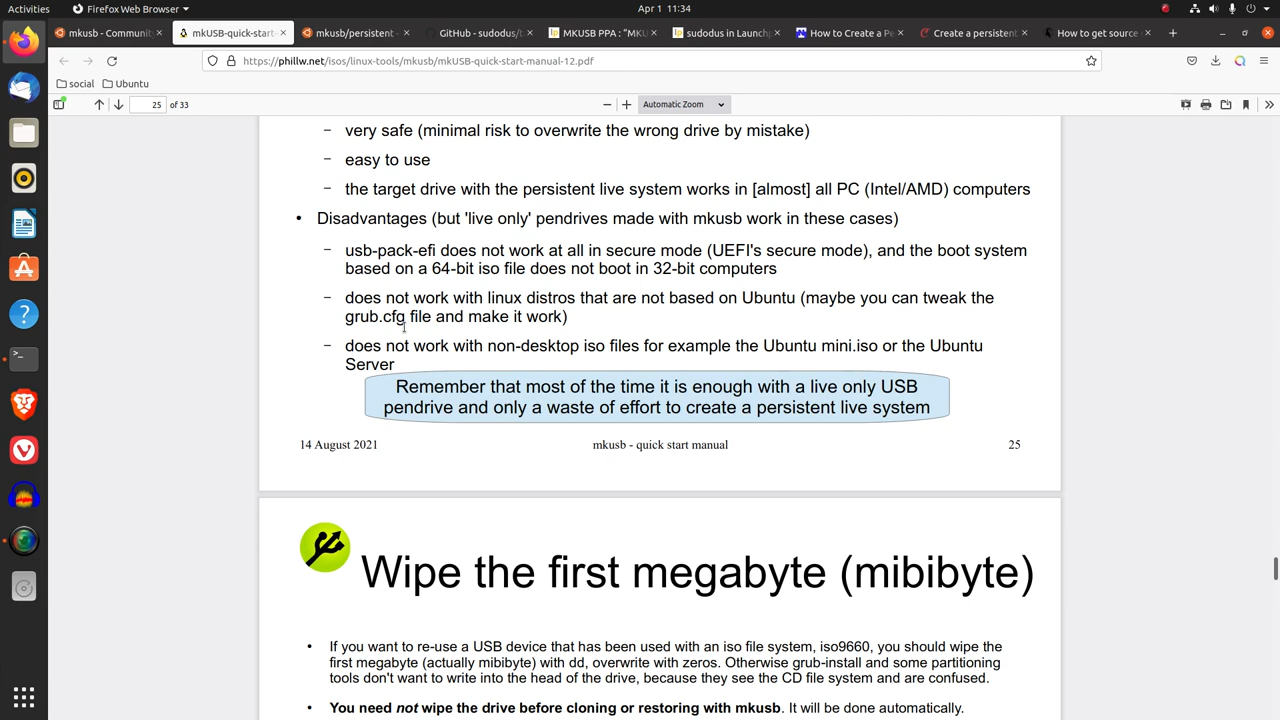 Activities
Firefox Web Browser
Apr 1 11:34
mkusb - Communit
mkUSB-quick-start-
mkusb/persistent -
GitHub - sudodus/t
MKUSB PPA : "MKU
sudodus in Launchp
How to Create a Pe
Create a persistent
How to get source
https://phillw.net/isos/linux-tools/mkusb/mkUSB-quick-start-manual-12.pdf
social
Ubuntu
25 of 33
Automatic Zoom
– very safe (minimal risk to overwrite the wrong drive by mistake)
– easy to use
– the target drive with the persistent live system works in [almost] all PC (Intel/AMD) computers
• Disadvantages (but 'live only' pendrives made with mkusb work in these cases)
– usb-pack-efi does not work at all in secure mode (UEFI's secure mode), and the boot system
based on a 64-bit iso file does not boot in 32-bit computers
– does not work with linux distros that are not based on Ubuntu (maybe you can tweak the
grub.cfg file and make it work)
– does not work with non-desktop iso files for example the Ubuntu mini.iso or the Ubuntu
Server
Remember that most of the time it is enough with a live only USB
pendrive and only a waste of effort to create a persistent live system
14 August 2021
mkusb - quick start manual
25
Wipe the first megabyte (mibibyte)
• If you want to re-use a USB device that has been used with an iso file system, iso9660, you should wipe the
first megabyte (actually mibibyte) with dd, overwrite with zeros. Otherwise grub-install and some partitioning
tools don't want to write into the head of the drive, because they see the CD file system and are confused.
• You need not wipe the drive before cloning or restoring with mkusb. It will be done automatically.